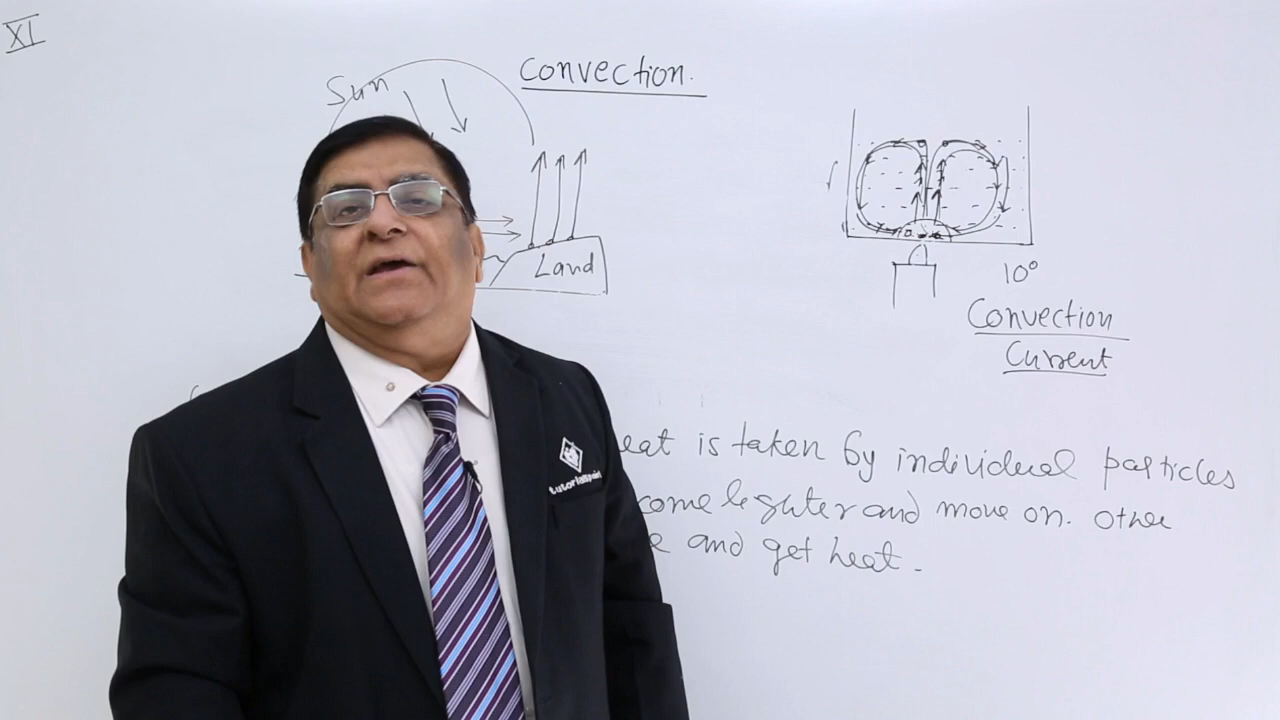 XI
Sun
Convection.
Land
10°
Convection
Current
eat is taken by individual particles
come lighter and move on. other
e and get heat.
tutorialspoint